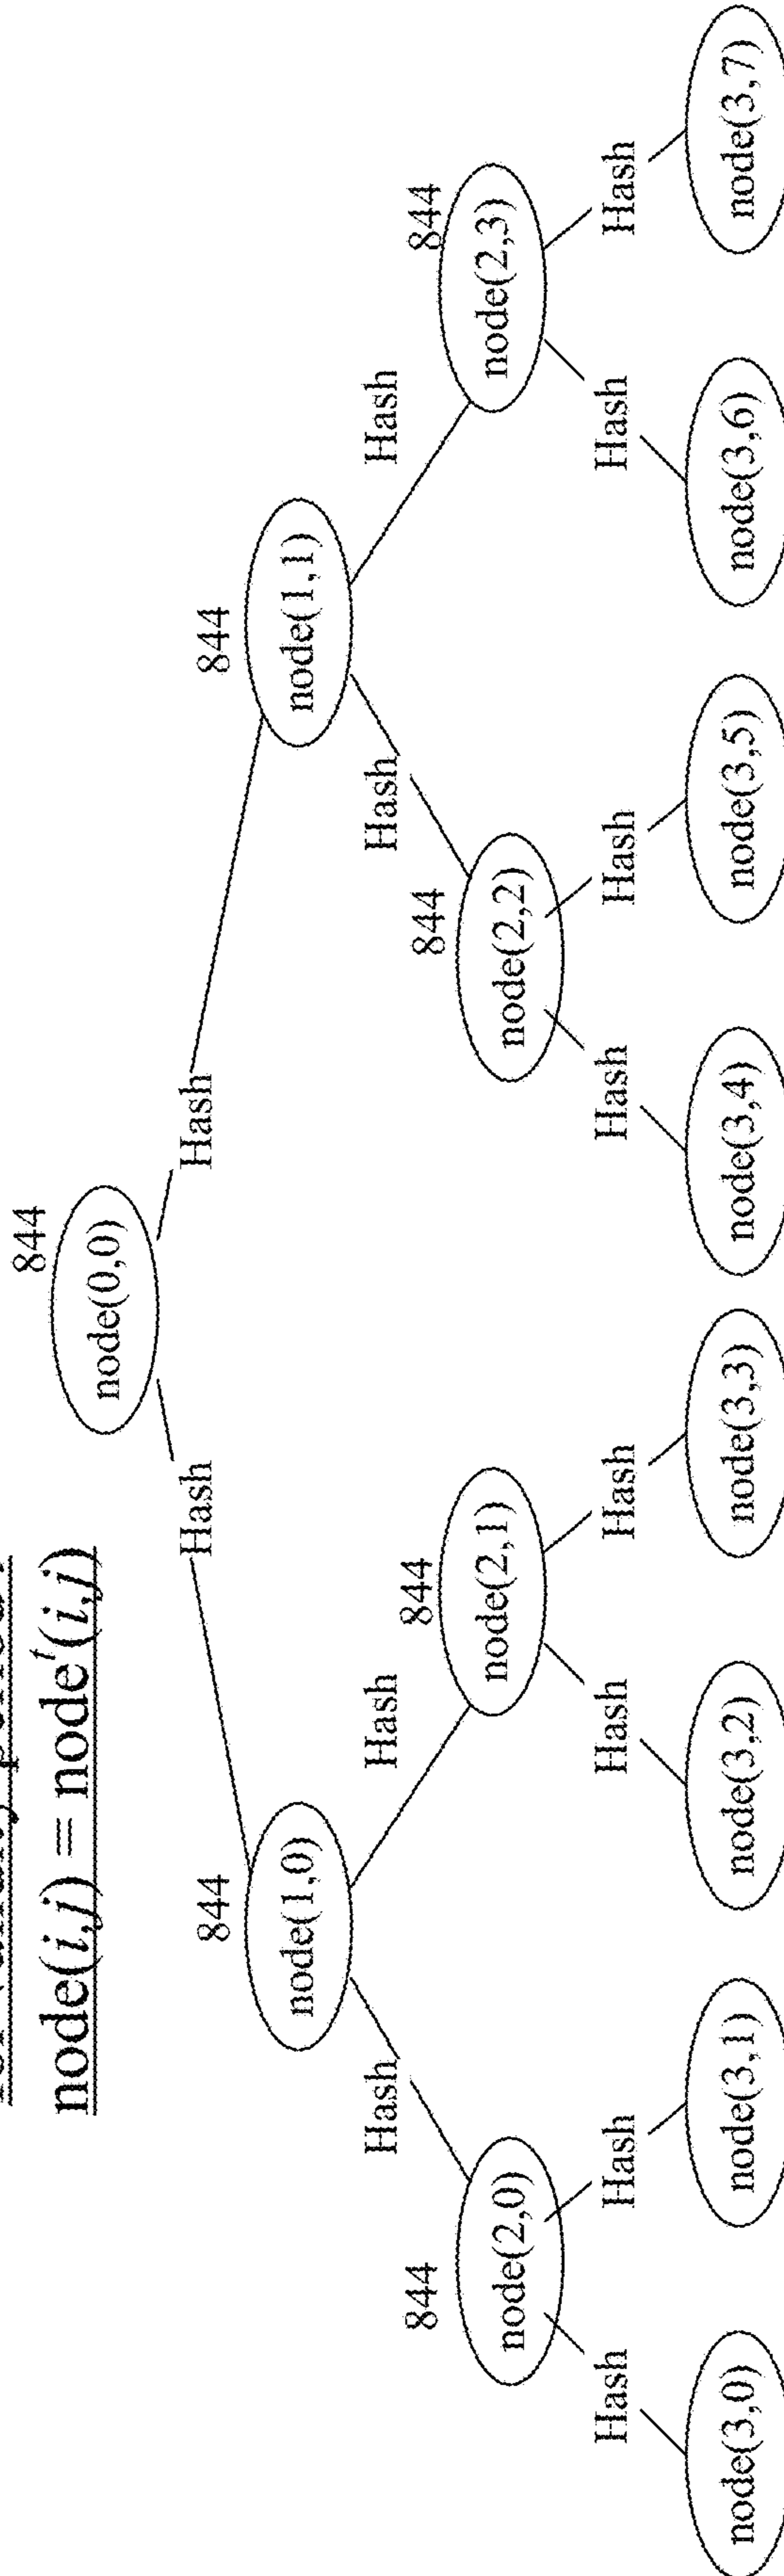 node(i,j) = nodeᵗ(i,j)
844
node(0,0)
Hash
Hash
844
844
node(1,0)
node(1,1)
Hash
Hash
Hash
Hash
844
844
844
844
node(2,0)
node(2,1)
node(2,2)
node(2,3)
Hash
Hash
Hash
Hash
Hash
Hash
Hash
Hash
node(3,0)
node(3,1)
node(3,2)
node(3,3)
node(3,4)
node(3,5)
node(3,6)
node(3,7)